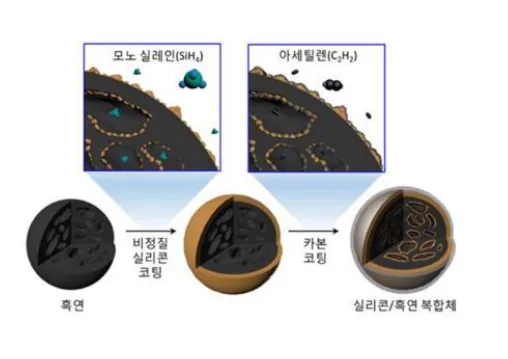 모노 실레인(SiH₄)
아세틸렌(C₂H₂)
비정질
실리콘
코팅
카본
코팅
흑연
실리콘/흑연 복합체